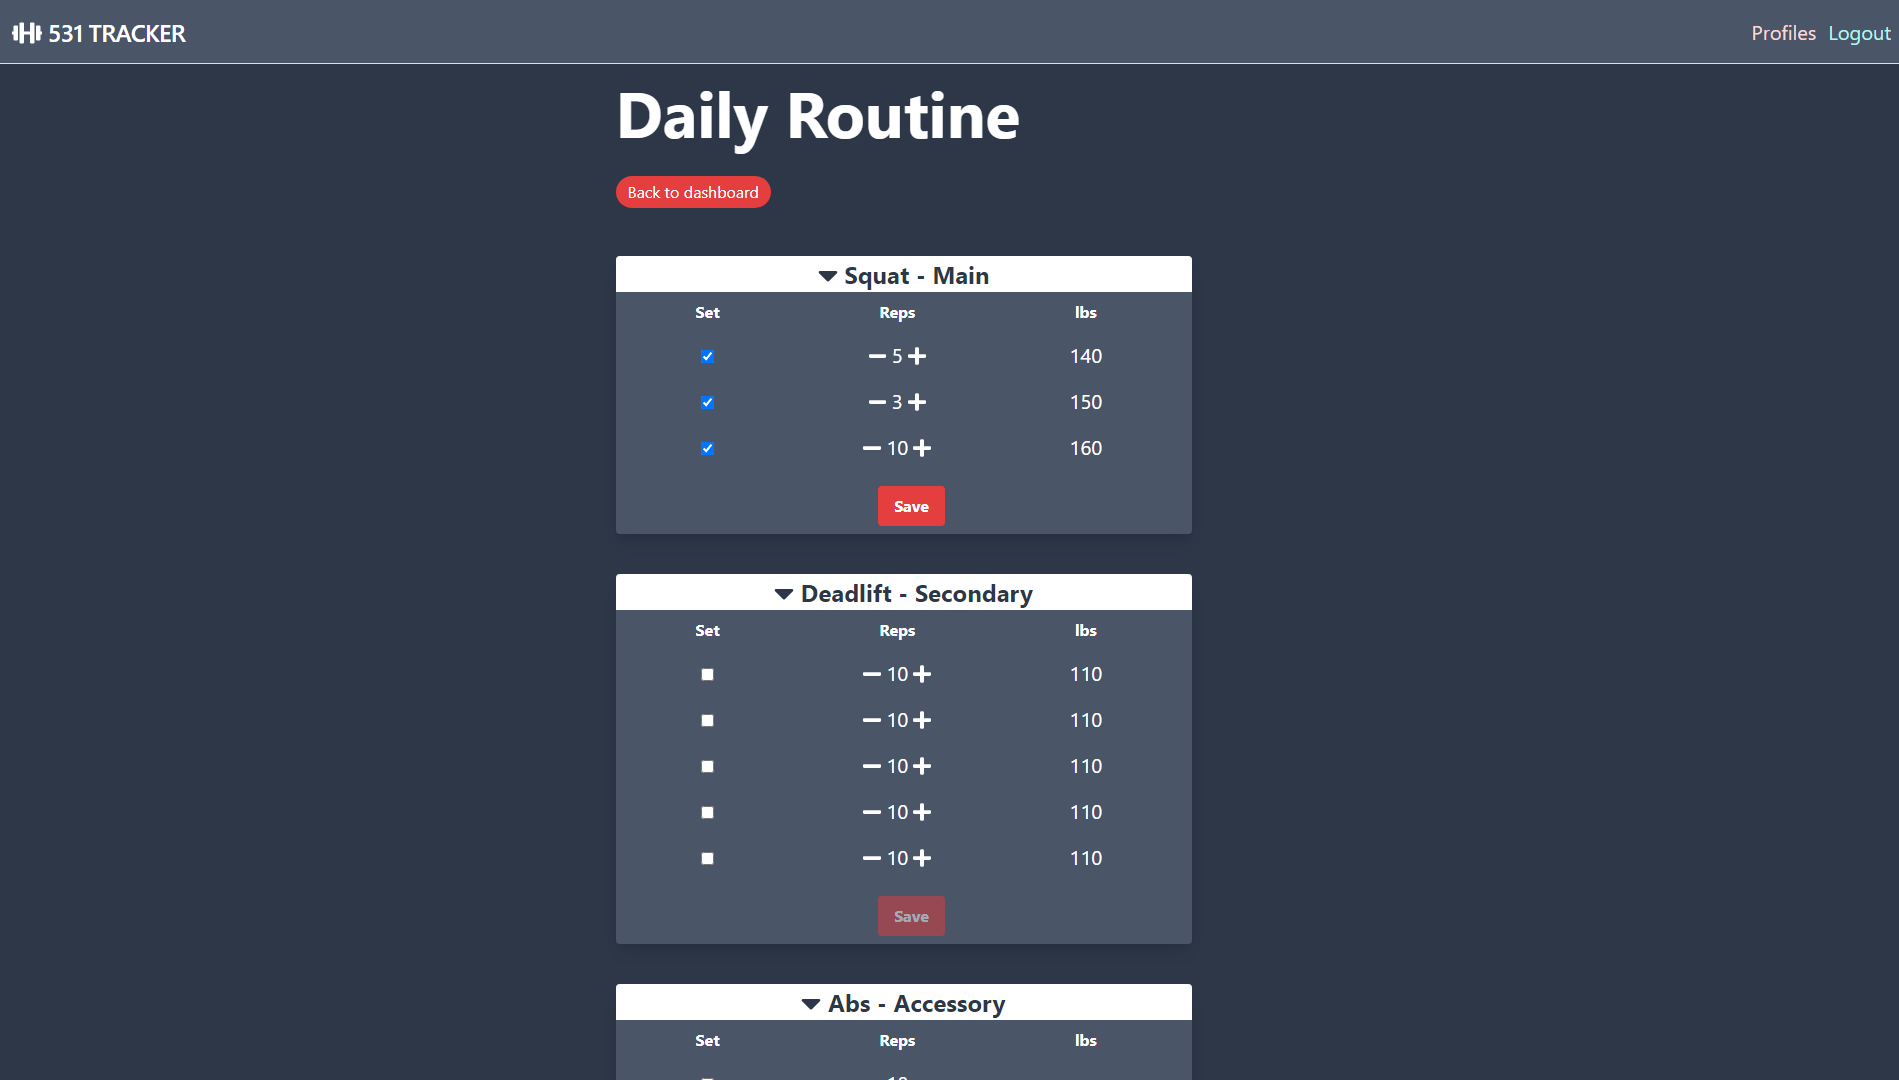 531 TRACKER
Profiles Logout
Daily Routine
Back to dashboard
Squat - Main
Set Reps lbs
5 140
3 150
10 160
Save
Deadlift - Secondary
Set Reps lbs
10 110
10 110
10 110
10 110
10 110
Save
Abs - Accessory
Set Reps lbs